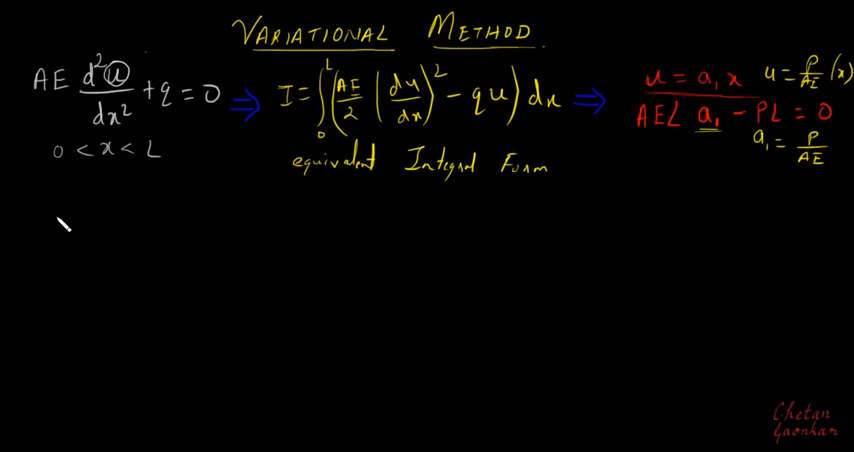 VARIATIONAL METHOD
AE d²u/dx² + q = 0
0 < x < L
⇒ I = ∫₀ᴸ (AE/2 (du/dx)² − qu) dx ⇒
equivalent Integral Form
u = a₁x
u = P/AE (x)
AEL a₁ − PL = 0
a₁ = P/AE
Chetan
Gaonkar